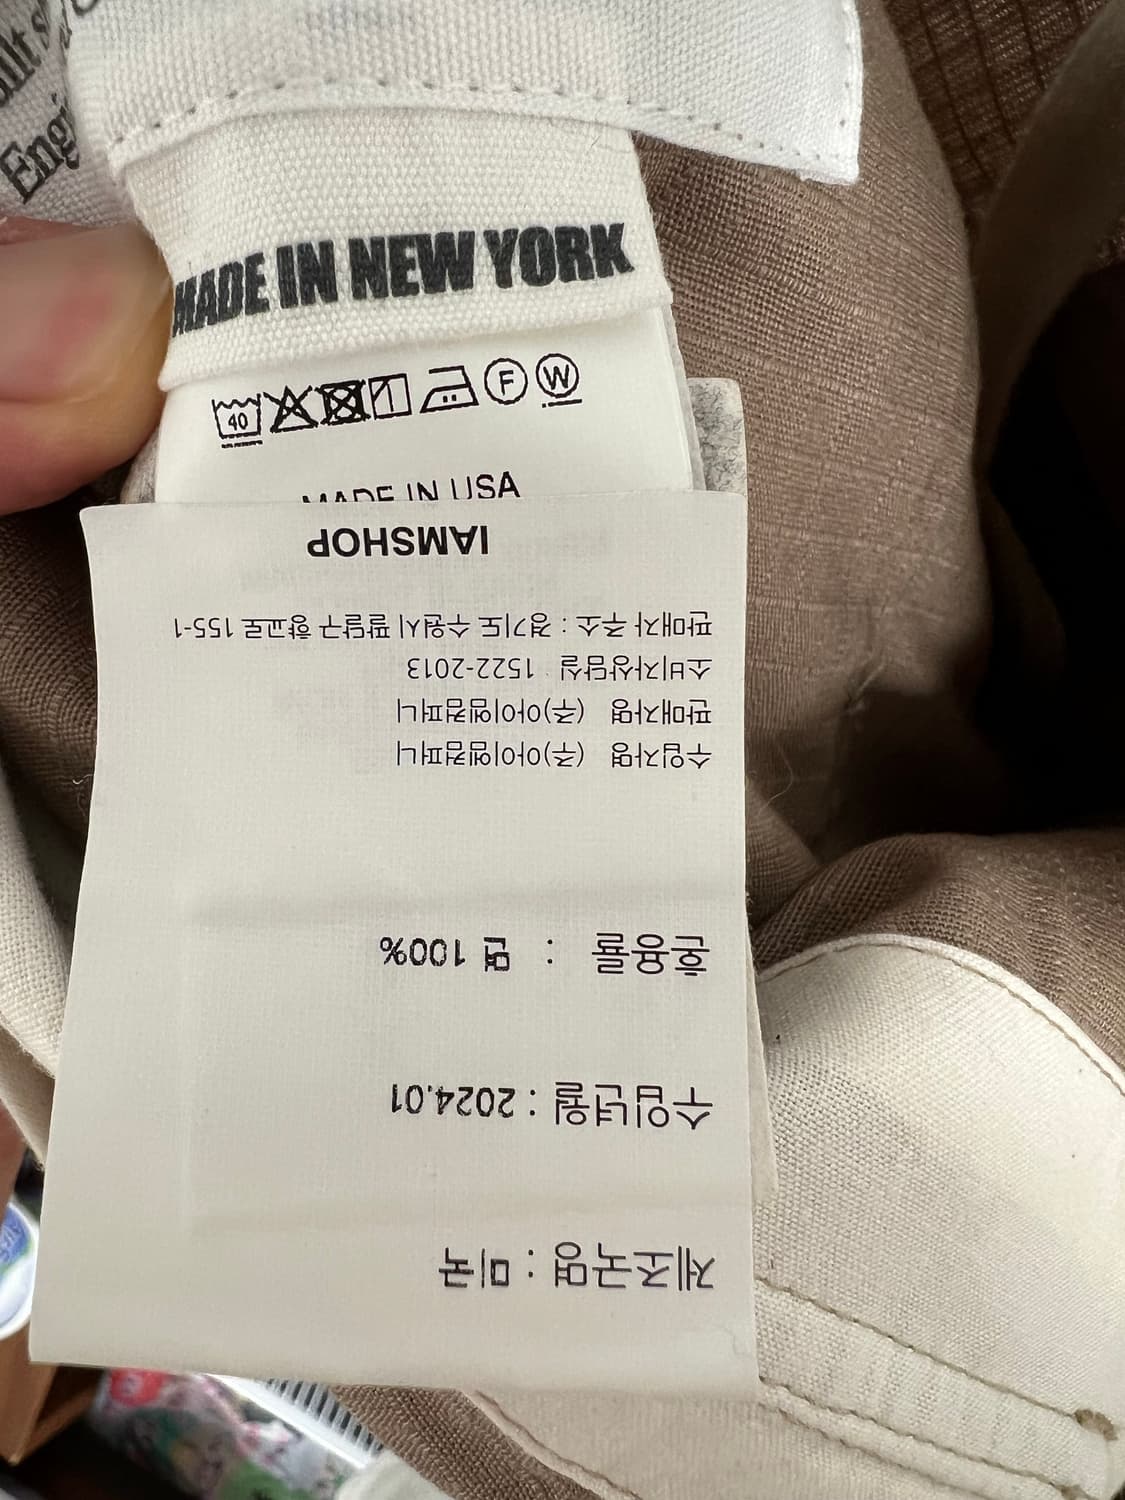 Eng
MADE IN NEW YORK
40 F W
MADE IN USA
제조국명 : 미국
수입년월 : 2024.01
혼용률 : 면 100%
수입자명 (주)아이엠컴퍼니
판매자명 (주)아이엠컴퍼니
소비자상담실 1522-2013
판매자 주소 : 경기도 수원시 팔달구 향교로 155-1
IAMSHOP